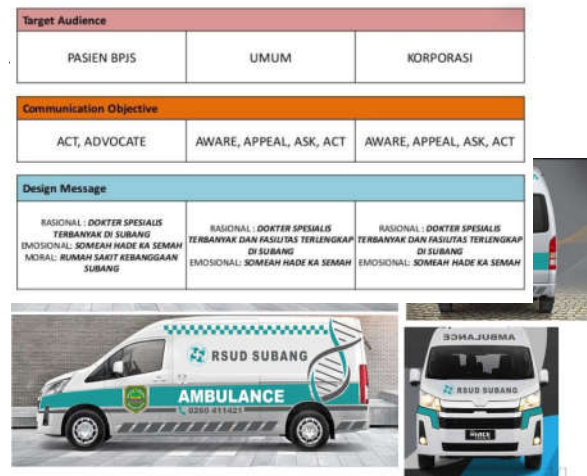 Target Audience
PASIEN BPJS
UMUM
KORPORASI
Communication Objective
ACT, ADVOCATE
AWARE, APPEAL, ASK, ACT
AWARE, APPEAL, ASK, ACT
Design Message
RASIONAL : DOKTER SPESIALIS
TERBANYAK DI SUBANG
EMOSIONAL: SOMEAH HADE KA SEMAH
MORAL: RUMAH SAKIT KEBANGGAAN
SUBANG
RASIONAL : DOKTER SPESIALIS
TERBANYAK DAN FASILITAS TERLENGKAP
DI SUBANG
EMOSIONAL: SOMEAH HADE KA SEMAH
RASIONAL : DOKTER SPESIALIS
TERBANYAK DAN FASILITAS TERLENGKAP
DI SUBANG
EMOSIONAL: SOMEAH HADE KA SEMAH
RSUD SUBANG
AMBULANCE
0260 411421
AMBULANCE
RSUD SUBANG
HIACE